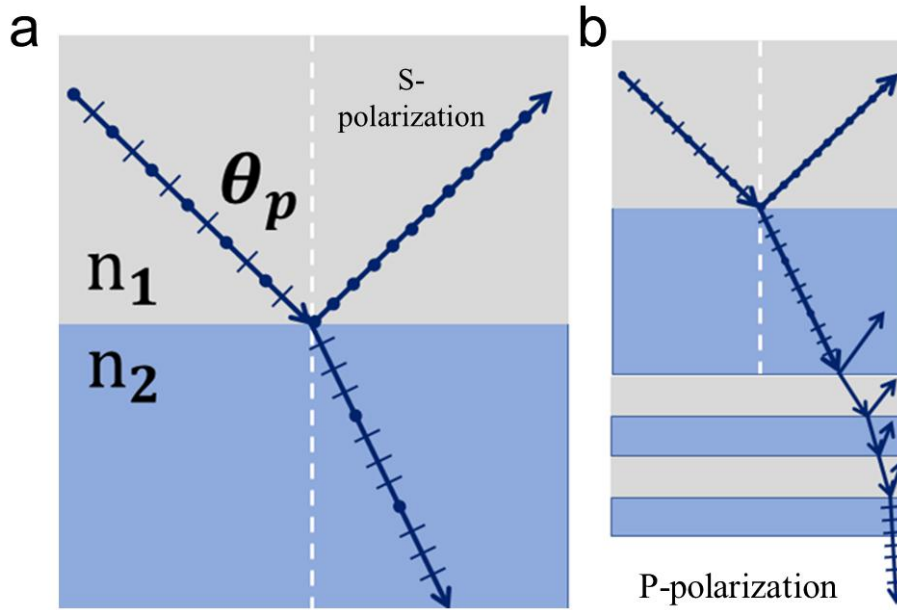 a
S-
polarization
θp
n1
n2
b
P-polarization